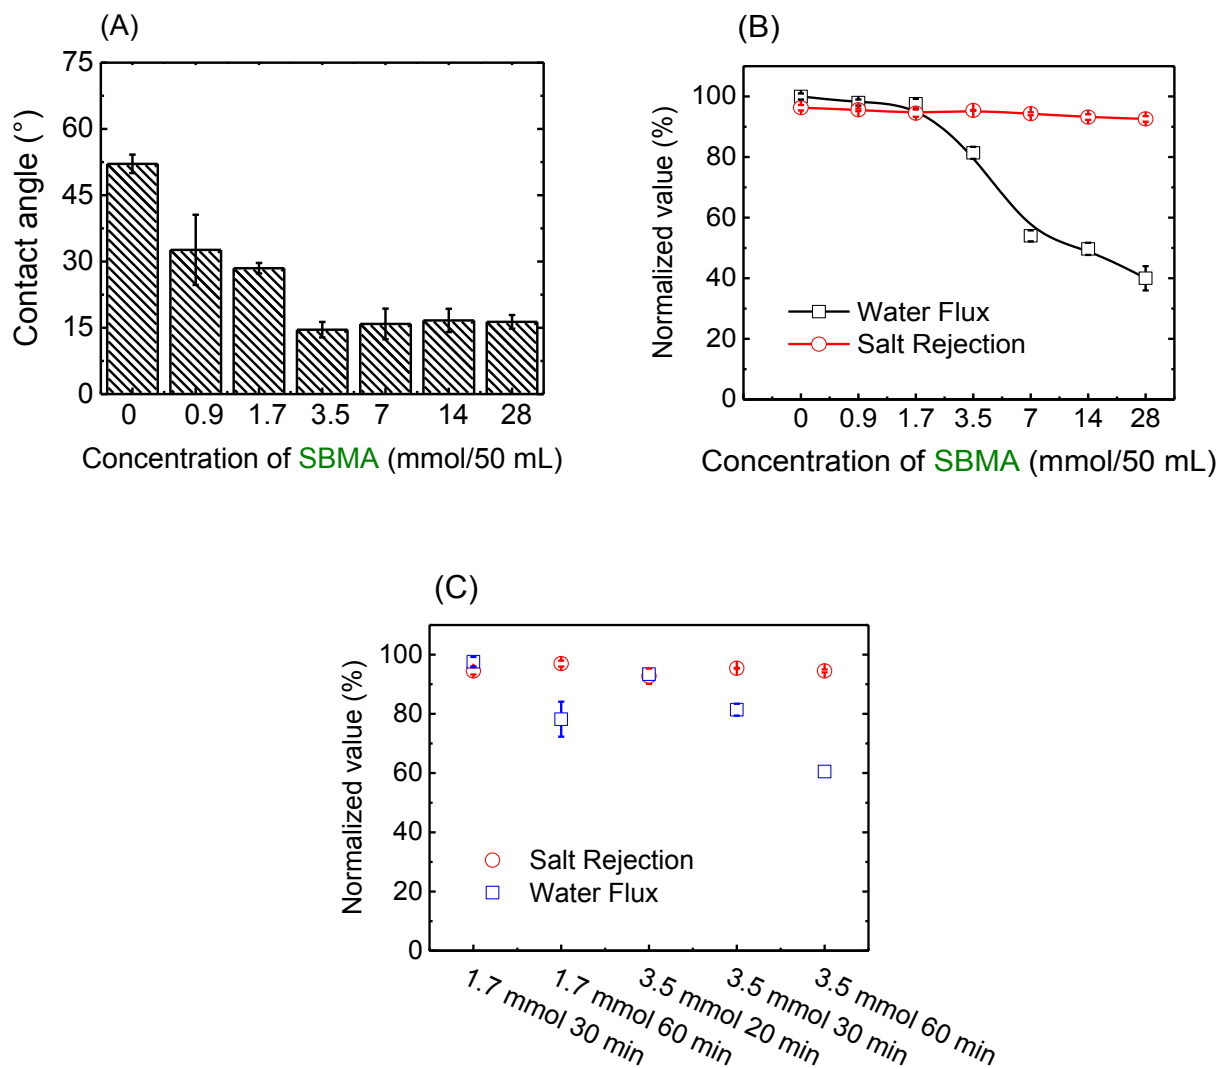 (A)
75
60
45
30
15
0
Contact angle (°)
0 0.9 1.7 3.5 7 14 28
Concentration of SBMA (mmol/50 mL)
(B)
100
80
60
40
20
0
Normalized value (%)
Water Flux
Salt Rejection
0 0.9 1.7 3.5 7 14 28
Concentration of SBMA (mmol/50 mL)
(C)
100
80
60
40
20
0
Normalized value (%)
Salt Rejection
Water Flux
1.7 mmol 30 min
1.7 mmol 60 min
3.5 mmol 20 min
3.5 mmol 30 min
3.5 mmol 60 min